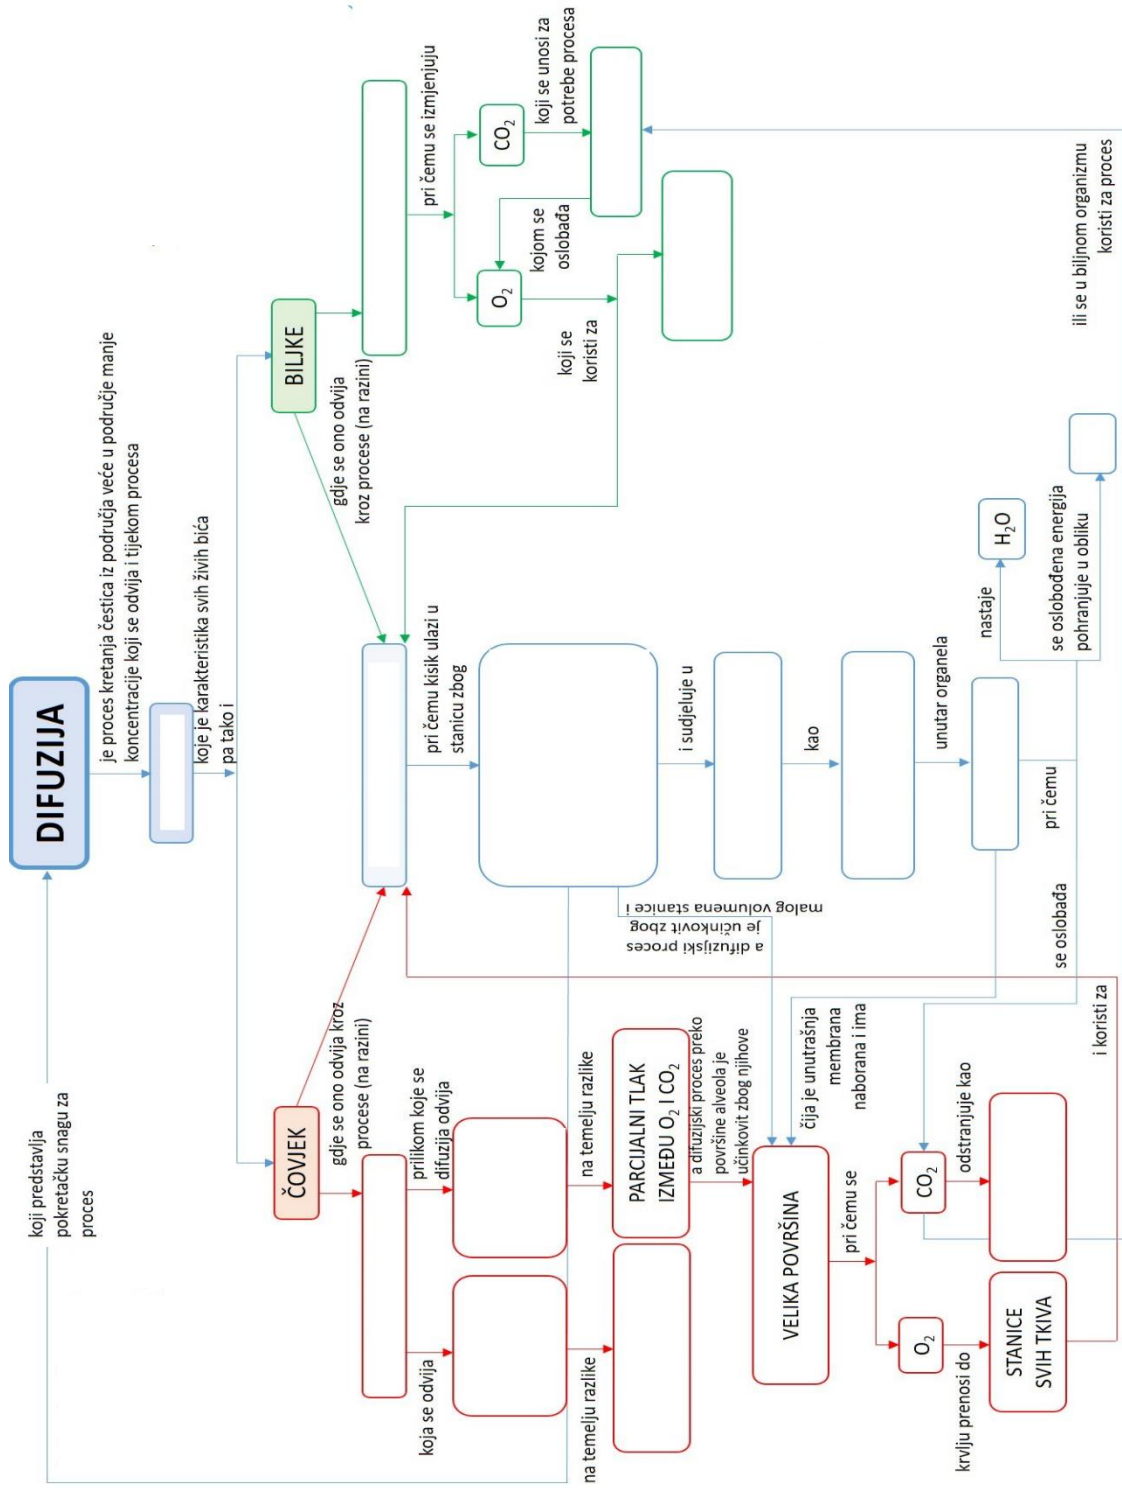 DIFUZIJA
je proces kretanja čestica iz područja veće u područje manje
koncentracije koji se odvija i tijekom procesa
koje je karakteristika svih živih bića
pa tako i
koji predstavlja
pokretačku snagu za
proces
ČOVJEK
gdje se ono odvija kroz
procese (na razini)
BILJKE
gdje se ono odvija
kroz procese (na razini)
koja se odvija
prilikom koje se
difuzija odvija
na temelju razlike
na temelju razlike
PARCIJALNI TLAK
IZMEĐU O₂ I CO₂
a difuzijski proces preko
površine alveola je
učinkovit zbog njihove
VELIKA POVRŠINA
pri čemu se
O₂
CO₂
krvlju prenosi do
odstranjuje kao
STANICE
SVIH TKIVA
i koristi za
pri čemu kisik ulazi u
stanicu zbog
a difuzijski proces
je učinkovit zbog
malog volumena stanice i
i sudjeluje u
kao
unutar organela
čija je unutrašnja
membrana
naborana i ima
pri čemu
se oslobađa
nastaje
H₂O
se oslobođena energija
pohranjuje u obliku
pri čemu se izmjenjuju
O₂
CO₂
kojom se
oslobađa
koji se unosi za
potrebe procesa
koji se
koristi za
ili se u biljnom organizmu
koristi za proces